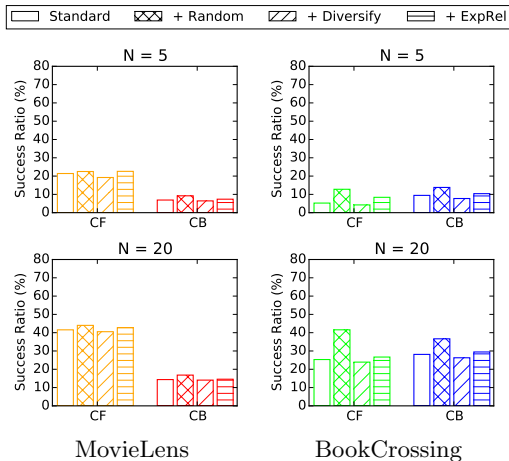 Standard + Random + Diversify + ExpRel
N = 5
Success Ratio (%)
80
70
60
50
40
30
20
10
0
CF CB
N = 5
Success Ratio (%)
80
70
60
50
40
30
20
10
0
CF CB
N = 20
Success Ratio (%)
80
70
60
50
40
30
20
10
0
CF CB
N = 20
Success Ratio (%)
80
70
60
50
40
30
20
10
0
CF CB
MovieLens BookCrossing